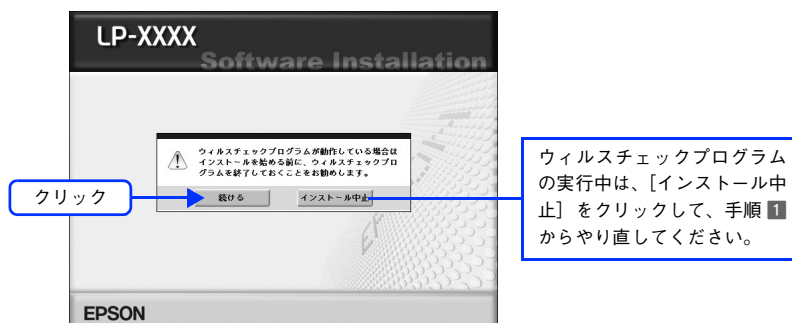 LP-XXXX
Software Installation
ウィルスチェックプログラムが動作している場合は
インストールを始める前に、ウィルスチェックプロ
グラムを終了しておくことをお勧めします。
続ける
インストール中止
クリック
ウィルスチェックプログラム
の実行中は、[インストール中
止] をクリックして、手順 1
からやり直してください。
EPSON